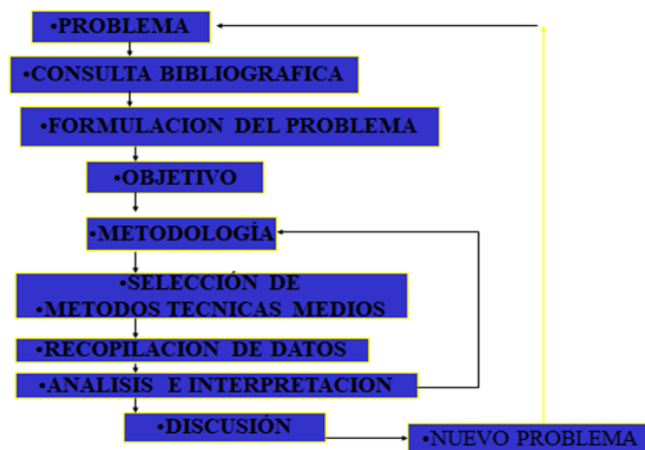 •PROBLEMA
•CONSULTA BIBLIOGRAFICA
•FORMULACION DEL PROBLEMA
•OBJETIVO
•METODOLOGÍA
•SELECCIÓN DE
•METODOS TECNICAS MEDIOS
•RECOPILACION DE DATOS
•ANALISIS E INTERPRETACION
•DISCUSIÓN
•NUEVO PROBLEMA